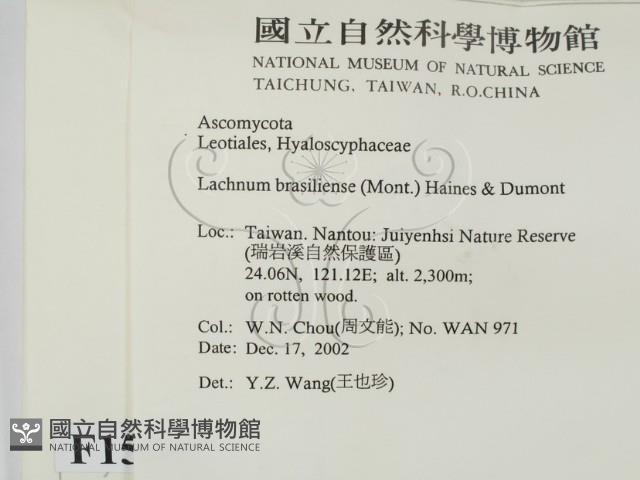 國立自然科學博物館
NATIONAL MUSEUM OF NATURAL SCIENCE
TAICHUNG, TAIWAN, R.O.CHINA
Ascomycota
Leotiales, Hyaloscyphaceae
Lachnum brasiliense (Mont.) Haines & Dumont
Loc.: Taiwan. Nantou: Juiyenhsi Nature Reserve
(瑞岩溪自然保護區)
24.06N, 121.12E; alt. 2,300m;
on rotten wood.
Col.: W.N. Chou(周文能); No. WAN 971
Date: Dec. 17, 2002
Det.: Y.Z. Wang(王也珍)
國立自然科學博物館
NATIONAL MUSEUM OF NATURAL SCIENCE
F15